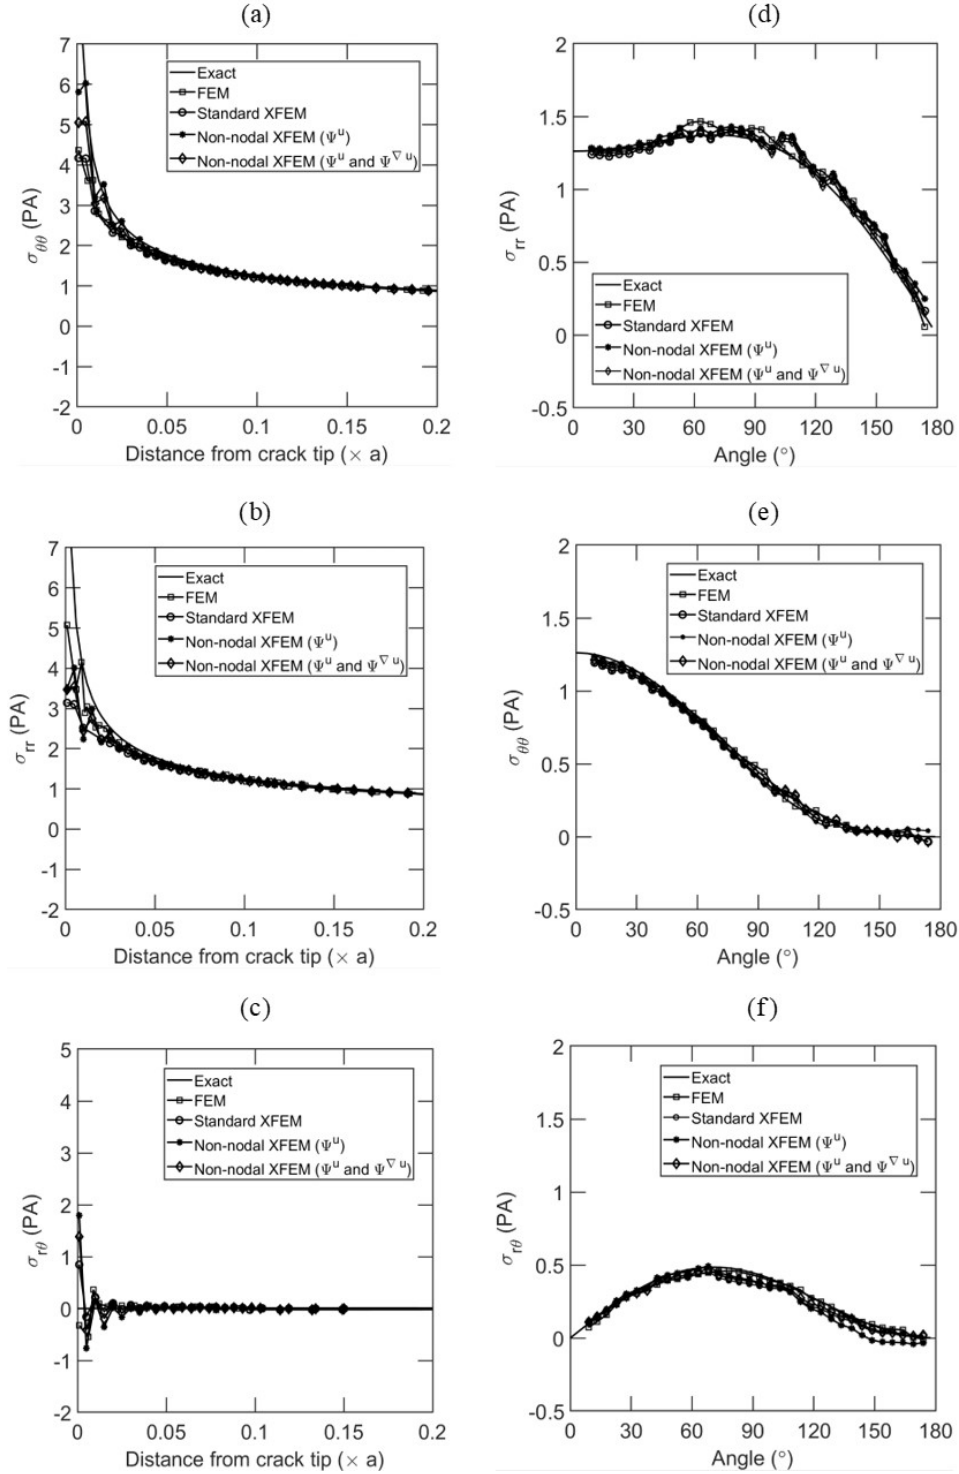 (a)
7
6
5
4
3
2
1
0
-1
-2
σθθ (PA)
Exact
FEM
Standard XFEM
Non-nodal XFEM (Ψᵘ)
Non-nodal XFEM (Ψᵘ and Ψ∇ᵘ)
0 0.05 0.1 0.15 0.2
Distance from crack tip (× a)
(d)
2
1.5
1
0.5
0
-0.5
σrr (PA)
Exact
FEM
Standard XFEM
Non-nodal XFEM (Ψᵘ)
Non-nodal XFEM (Ψᵘ and Ψ∇ᵘ)
0 30 60 90 120 150 180
Angle (°)
(b)
7
6
5
4
3
2
1
0
-1
-2
σrr (PA)
Exact
FEM
Standard XFEM
Non-nodal XFEM (Ψᵘ)
Non-nodal XFEM (Ψᵘ and Ψ∇ᵘ)
0 0.05 0.1 0.15 0.2
Distance from crack tip (× a)
(e)
2
1.5
1
0.5
0
-0.5
σθθ (PA)
Exact
FEM
Standard XFEM
Non-nodal XFEM (Ψᵘ)
Non-nodal XFEM (Ψᵘ and Ψ∇ᵘ)
0 30 60 90 120 150 180
Angle (°)
(c)
5
4
3
2
1
0
-1
-2
σrθ (PA)
Exact
FEM
Standard XFEM
Non-nodal XFEM (Ψᵘ)
Non-nodal XFEM (Ψᵘ and Ψ∇ᵘ)
0 0.05 0.1 0.15 0.2
Distance from crack tip (× a)
(f)
2
1.5
1
0.5
0
-0.5
σrθ (PA)
Exact
FEM
Standard XFEM
Non-nodal XFEM (Ψᵘ)
Non-nodal XFEM (Ψᵘ and Ψ∇ᵘ)
0 30 60 90 120 150 180
Angle (°)